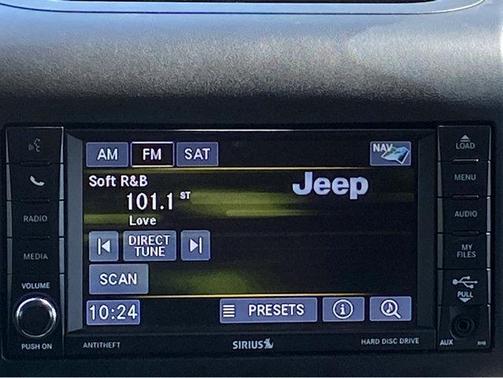 AM FM SAT NAV
LOAD
Soft R&B
Jeep
MENU
101.1 ST
RADIO
Love
AUDIO
DIRECT TUNE
MY FILES
MEDIA
SCAN
VOLUME
PULL
10:24 PRESETS
PUSH ON
ANTITHEFT
SIRIUS
HARD DISC DRIVE
AUX